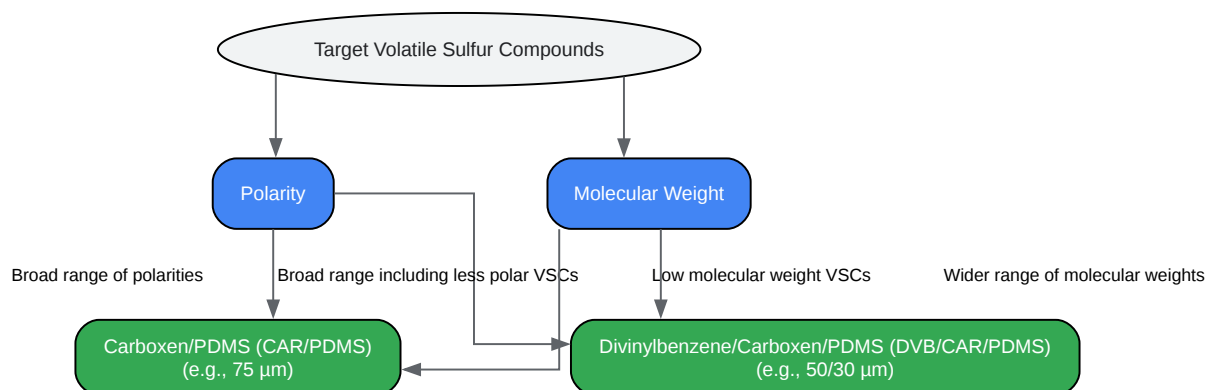 Target Volatile Sulfur Compounds
Polarity
Molecular Weight
Broad range of polarities
Broad range including less polar VSCs
Low molecular weight VSCs
Wider range of molecular weights
Carboxen/PDMS (CAR/PDMS)
(e.g., 75 µm)
Divinylbenzene/Carboxen/PDMS (DVB/CAR/PDMS)
(e.g., 50/30 µm)